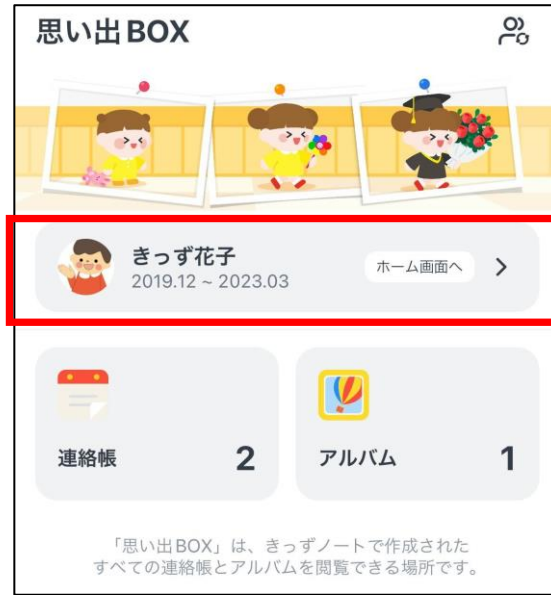 思い出BOX
きっず花子
2019.12 ~ 2023.03
ホーム画面へ
連絡帳 2
アルバム 1
「思い出BOX」は、きっずノートで作成された
すべての連絡帳とアルバムを閲覧できる場所です。